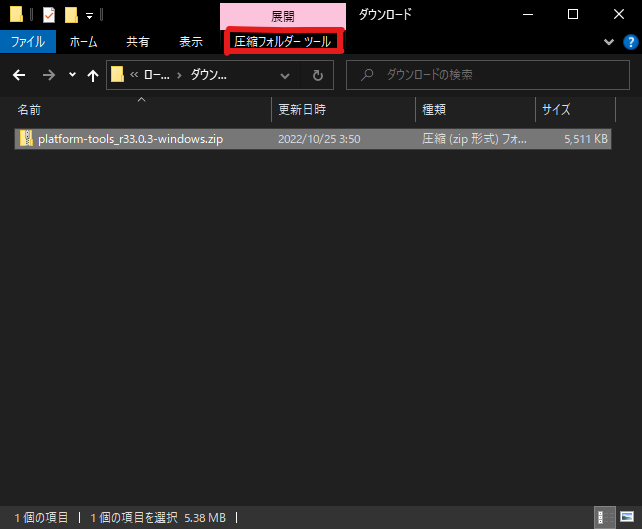 展開
ダウンロード
ファイル ホーム 共有 表示 圧縮フォルダー ツール
« ロー... › ダウン...
ダウンロードの検索
名前 更新日時 種類 サイズ
platform-tools_r33.0.3-windows.zip 2022/10/25 3:50 圧縮 (zip 形式) フォ... 5,511 KB
1 個の項目 1 個の項目を選択 5.38 MB